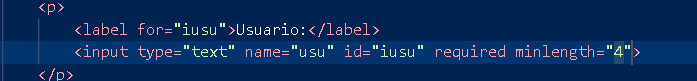 <p>
<label for="iusu">Usuario:</label>
<input type="text" name="usu" id="iusu" required minlength="4">
</p>